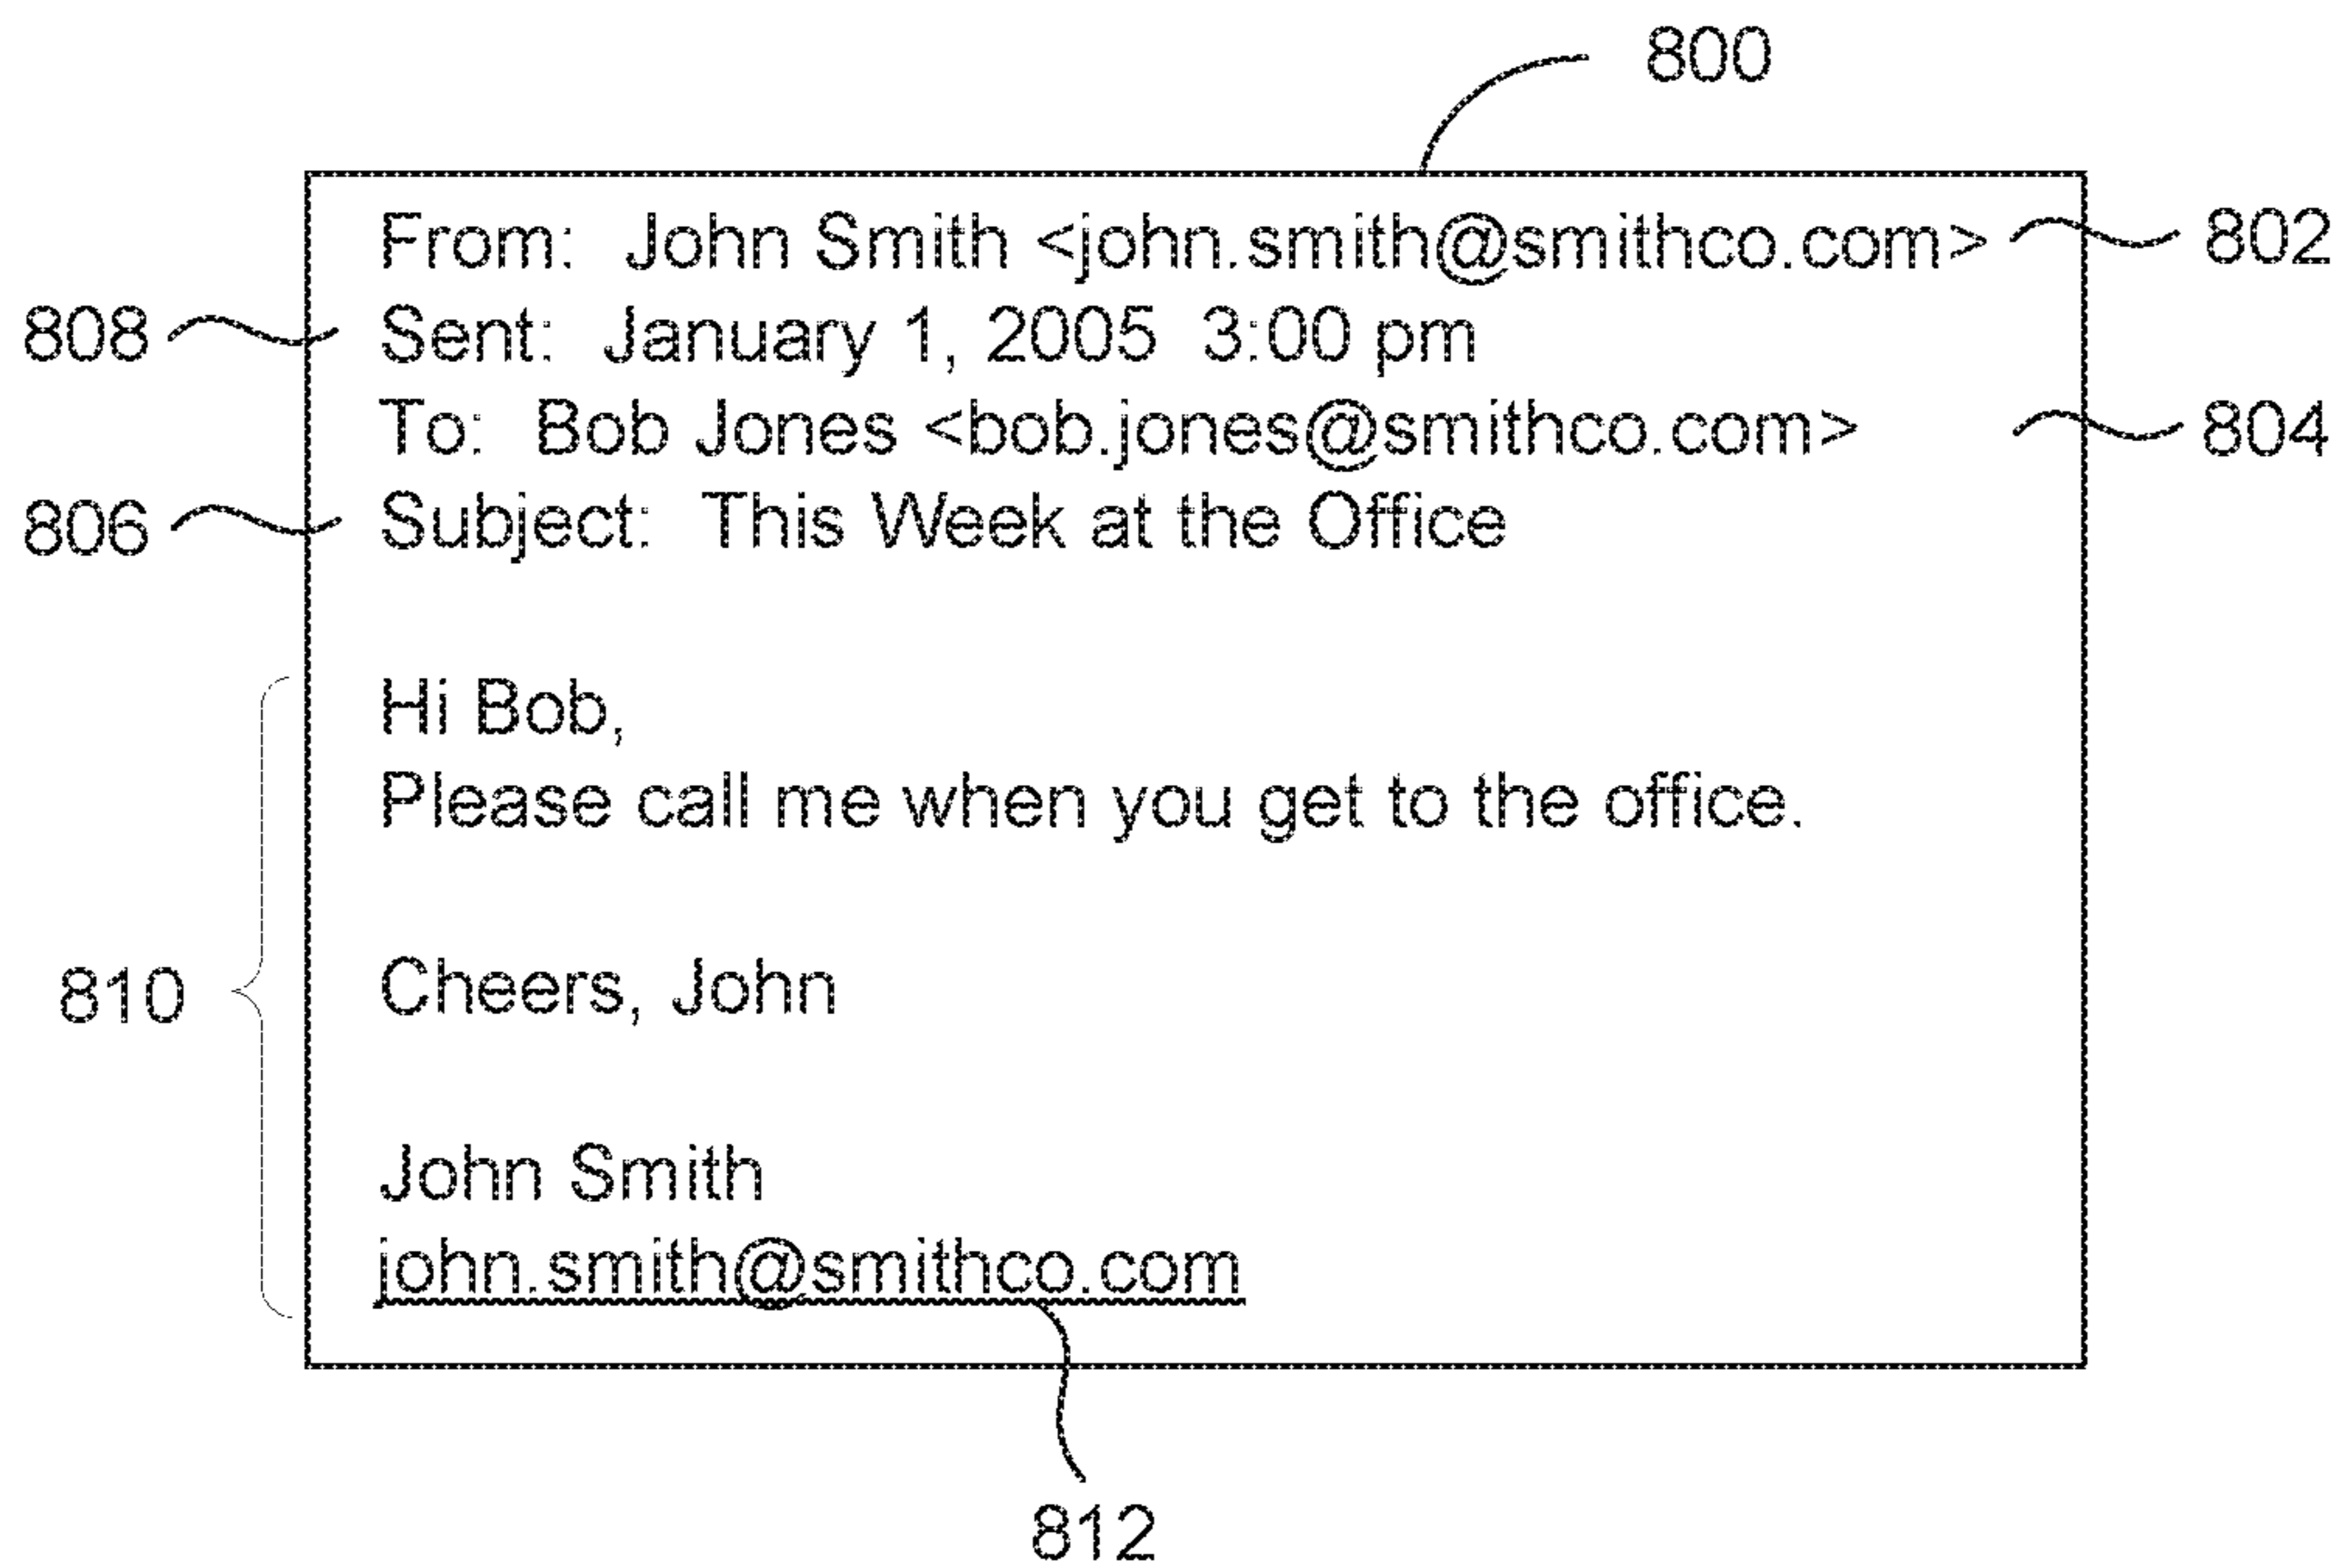 800
From: John Smith <john.smith@smithco.com> 802
808 Sent: January 1, 2005 3:00 pm
To: Bob Jones <bob.jones@smithco.com> 804
806 Subject: This Week at the Office
Hi Bob,
Please call me when you get to the office.
810 Cheers, John
John Smith
john.smith@smithco.com
812